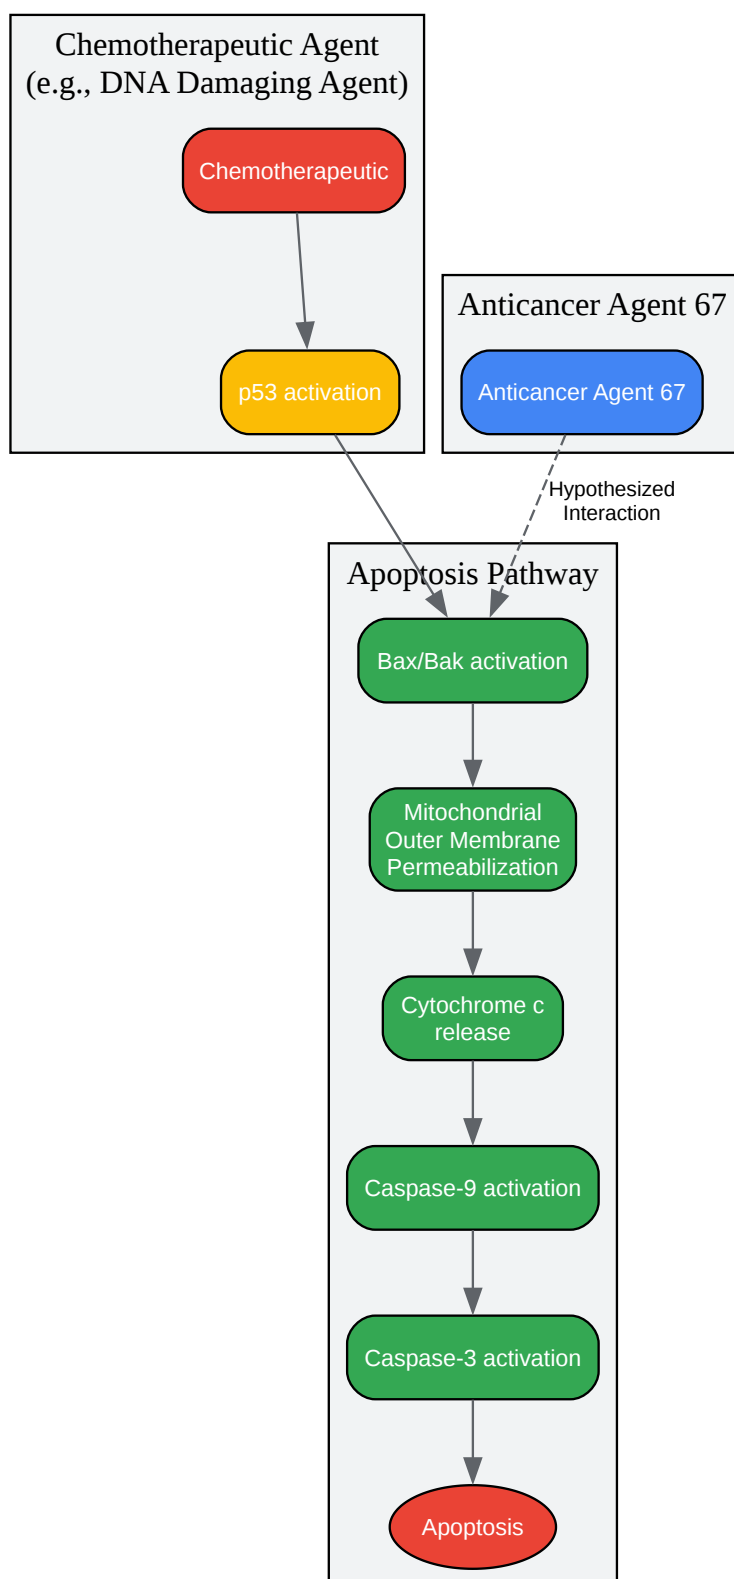 Chemotherapeutic Agent
(e.g., DNA Damaging Agent)
Chemotherapeutic
p53 activation
Anticancer Agent 67
Anticancer Agent 67
Hypothesized
Interaction
Apoptosis Pathway
Bax/Bak activation
Mitochondrial
Outer Membrane
Permeabilization
Cytochrome c
release
Caspase-9 activation
Caspase-3 activation
Apoptosis